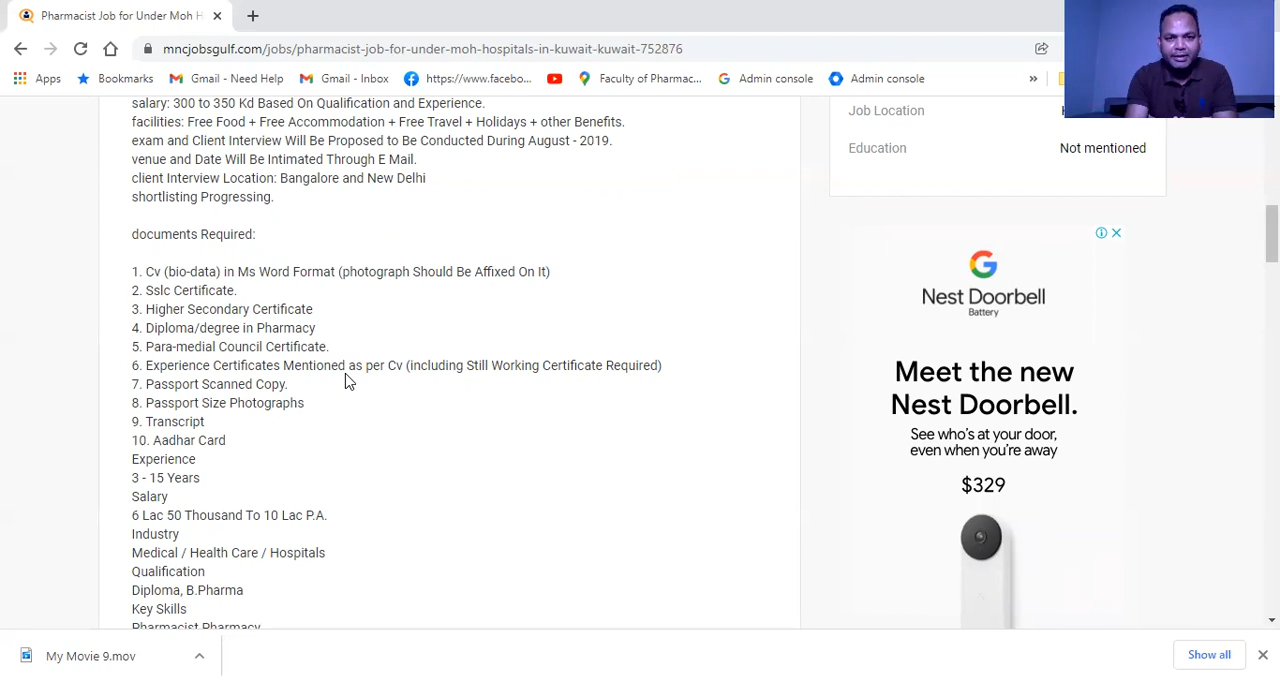 Pharmacist Job for Under Moh H
mncjobsgulf.com/jobs/pharmacist-job-for-under-moh-hospitals-in-kuwait-kuwait-752876
Apps
Bookmarks
Gmail - Need Help
Gmail - Inbox
https://www.facebo...
Faculty of Pharmac...
Admin console
Admin console
»
salary: 300 to 350 Kd Based On Qualification and Experience.
facilities: Free Food + Free Accommodation + Free Travel + Holidays + other Benefits.
exam and Client Interview Will Be Proposed to Be Conducted During August - 2019.
venue and Date Will Be Intimated Through E Mail.
client Interview Location: Bangalore and New Delhi
shortlisting Progressing.
documents Required:
1. Cv (bio-data) in Ms Word Format (photograph Should Be Affixed On It)
2. Sslc Certificate.
3. Higher Secondary Certificate
4. Diploma/degree in Pharmacy
5. Para-medial Council Certificate.
6. Experience Certificates Mentioned as per Cv (including Still Working Certificate Required)
7. Passport Scanned Copy.
8. Passport Size Photographs
9. Transcript
10. Aadhar Card
Experience
3 - 15 Years
Salary
6 Lac 50 Thousand To 10 Lac P.A.
Industry
Medical / Health Care / Hospitals
Qualification
Diploma, B.Pharma
Key Skills
Pharmacist Pharmacy
Job Location
Education Not mentioned
Nest Doorbell
Battery
Meet the new
Nest Doorbell.
See who's at your door,
even when you're away
$329
My Movie 9.mov
Show all